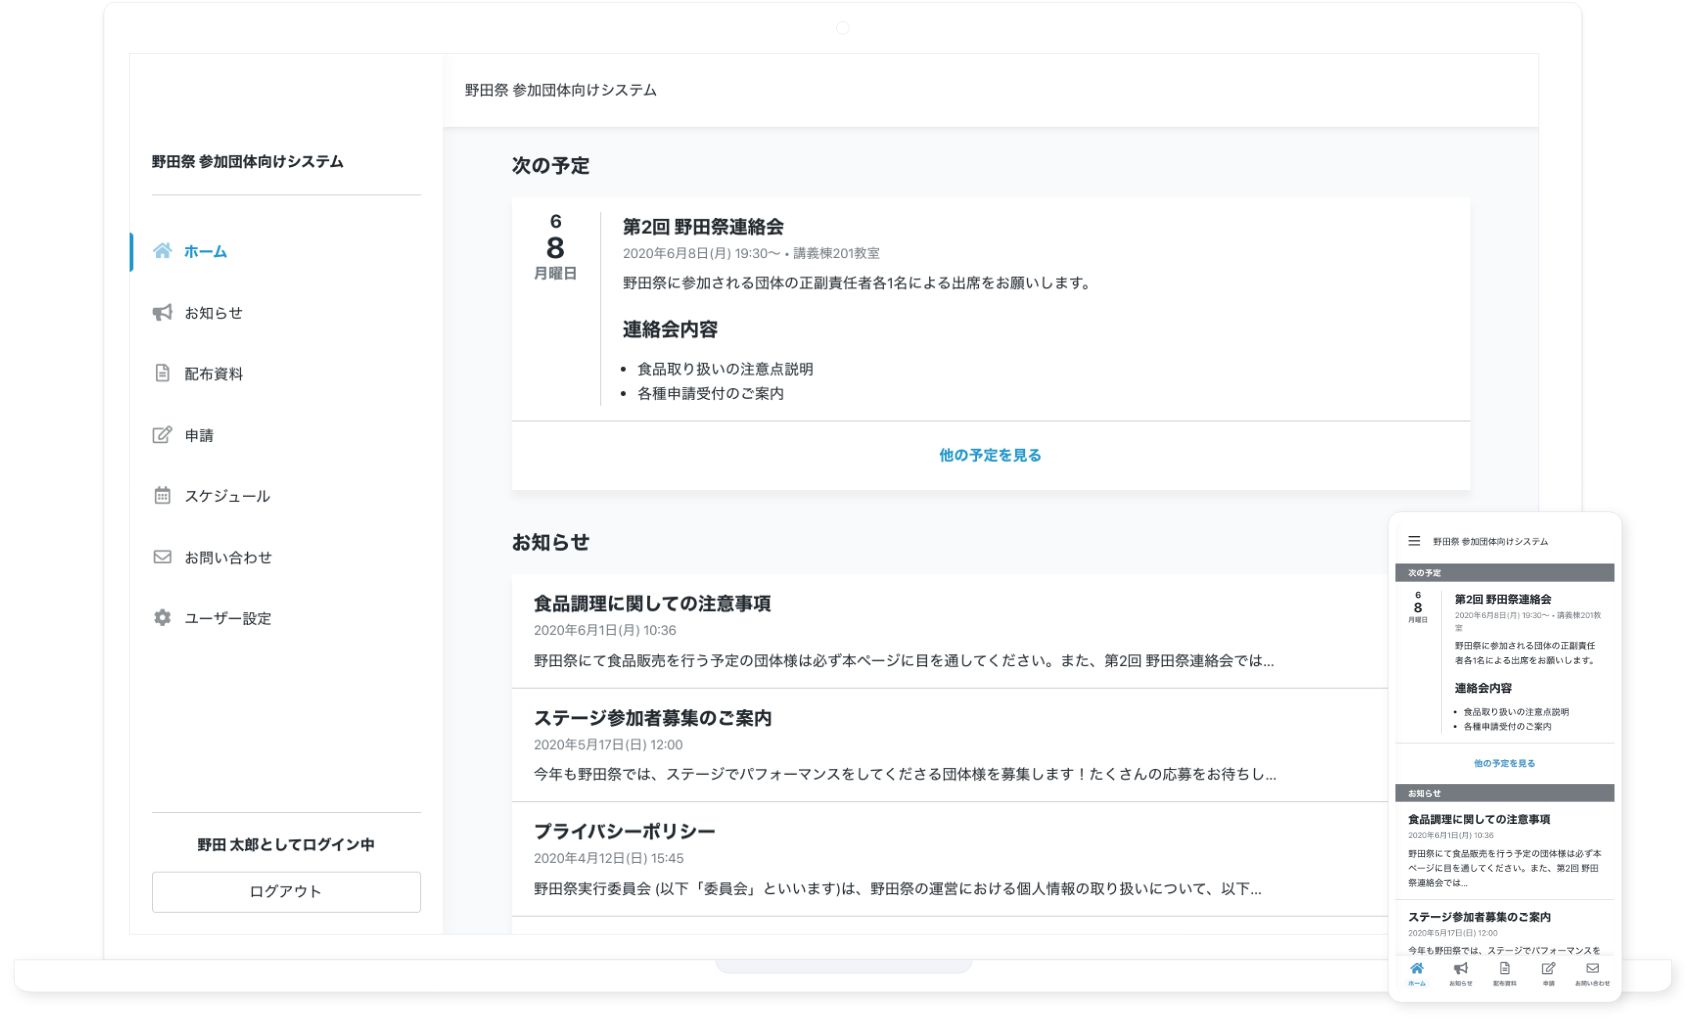 野田祭 参加団体向けシステム
ホーム
お知らせ
配布資料
申請
スケジュール
お問い合わせ
ユーザー設定
野田 太郎としてログイン中
ログアウト
野田祭 参加団体向けシステム
次の予定
6
8
月曜日
第2回 野田祭連絡会
2020年6月8日(月) 19:30〜 • 講義棟201教室
野田祭に参加される団体の正副責任者各1名による出席をお願いします。
連絡会内容
• 食品取り扱いの注意点説明
• 各種申請受付のご案内
他の予定を見る
お知らせ
食品調理に関しての注意事項
2020年6月1日(月) 10:36
野田祭にて食品販売を行う予定の団体様は必ず本ページに目を通してください。また、第2回 野田祭連絡会では...
ステージ参加者募集のご案内
2020年5月17日(日) 12:00
今年も野田祭では、ステージでパフォーマンスをしてくださる団体様を募集します！たくさんの応募をお待ちし...
プライバシーポリシー
2020年4月12日(日) 15:45
野田祭実行委員会 (以下「委員会」といいます)は、野田祭の運営における個人情報の取り扱いについて、以下...
野田祭 参加団体向けシステム
次の予定
6
8
月曜日
第2回 野田祭連絡会
2020年6月8日(月) 19:30〜 • 講義棟201教
室
野田祭に参加される団体の正副責任
者各1名による出席をお願いします。
連絡会内容
• 食品取り扱いの注意点説明
• 各種申請受付のご案内
他の予定を見る
お知らせ
食品調理に関しての注意事項
2020年6月1日(月) 10:36
野田祭にて食品販売を行う予定の団体様は必ず本
ページに目を通してください。また、第2回 野田
祭連絡会では...
ステージ参加者募集のご案内
2020年5月17日(日) 12:00
今年も野田祭では、ステージでパフォーマンスを
ホーム
お知らせ
配布資料
申請
お問い合わせ